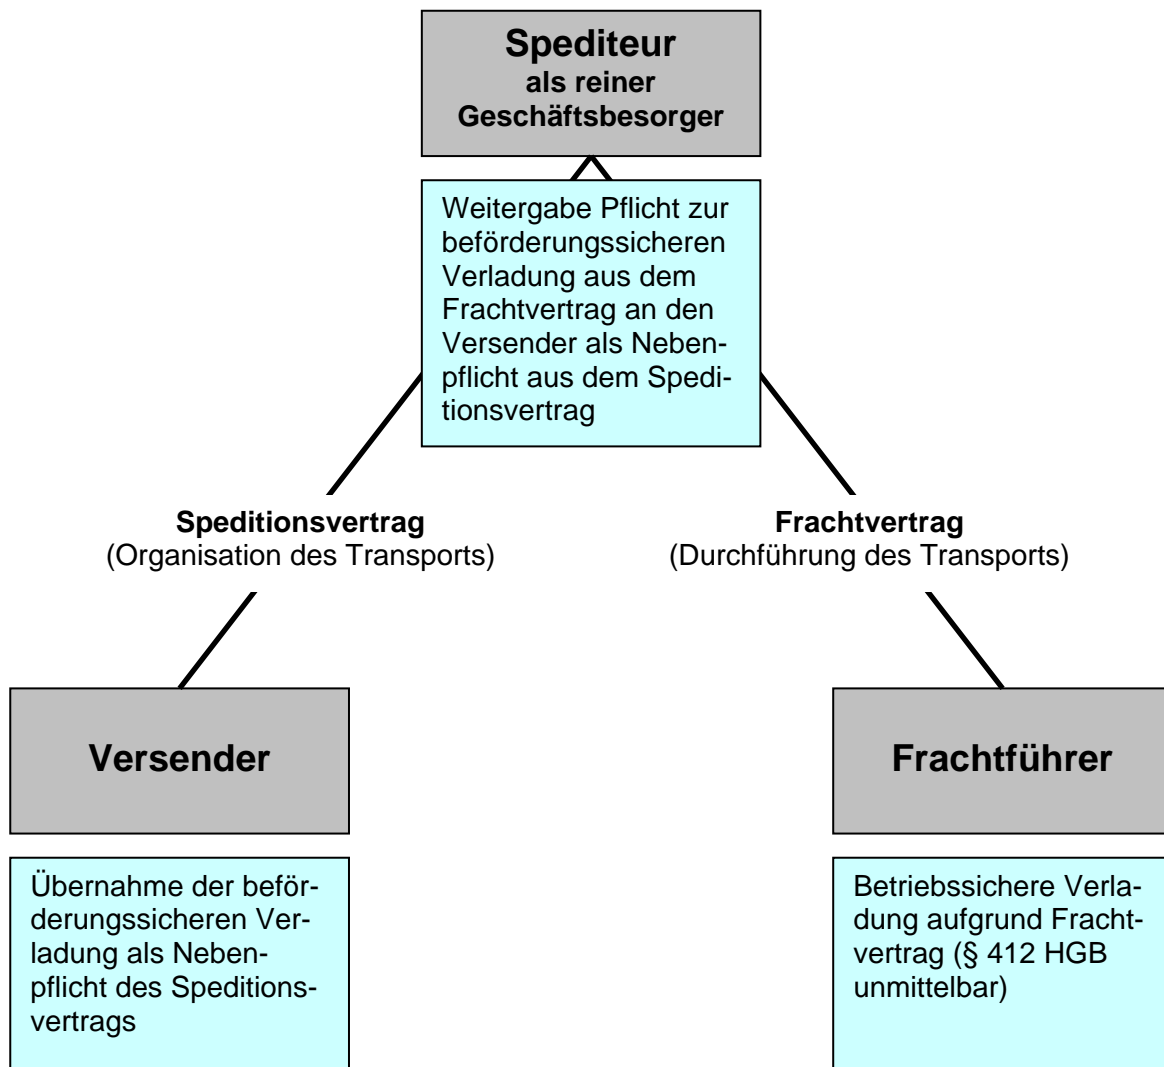 Spediteur
als reiner
Geschäftsbesorger
Weitergabe Pflicht zur
beförderungssicheren
Verladung aus dem
Frachtvertrag an den
Versender als Neben-
pflicht aus dem Spedi-
tionsvertrag
Speditionsvertrag
(Organisation des Transports)
Frachtvertrag
(Durchführung des Transports)
Versender
Frachtführer
Übernahme der beför-
derungssicheren Ver-
ladung als Neben-
pflicht des Speditions-
vertrags
Betriebssichere Verla-
dung aufgrund Fracht-
vertrag (§ 412 HGB
unmittelbar)